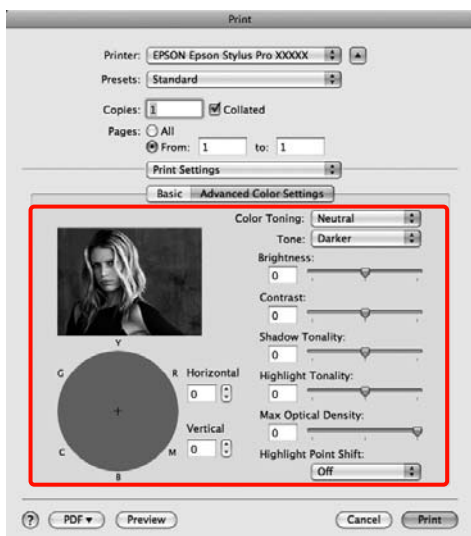 Print
Printer: EPSON Epson Stylus Pro XXXXX
Presets: Standard
Copies: 1 Collated
Pages: All
From: 1 to: 1
Print Settings
Basic Advanced Color Settings
Color Toning: Neutral
Tone: Darker
Brightness:
0
Contrast:
0
Shadow Tonality:
0
Highlight Tonality:
0
Max Optical Density:
0
Highlight Point Shift:
Off
Y
G R
C M
B
Horizontal
0
Vertical
0
? PDF▼ Preview Cancel Print